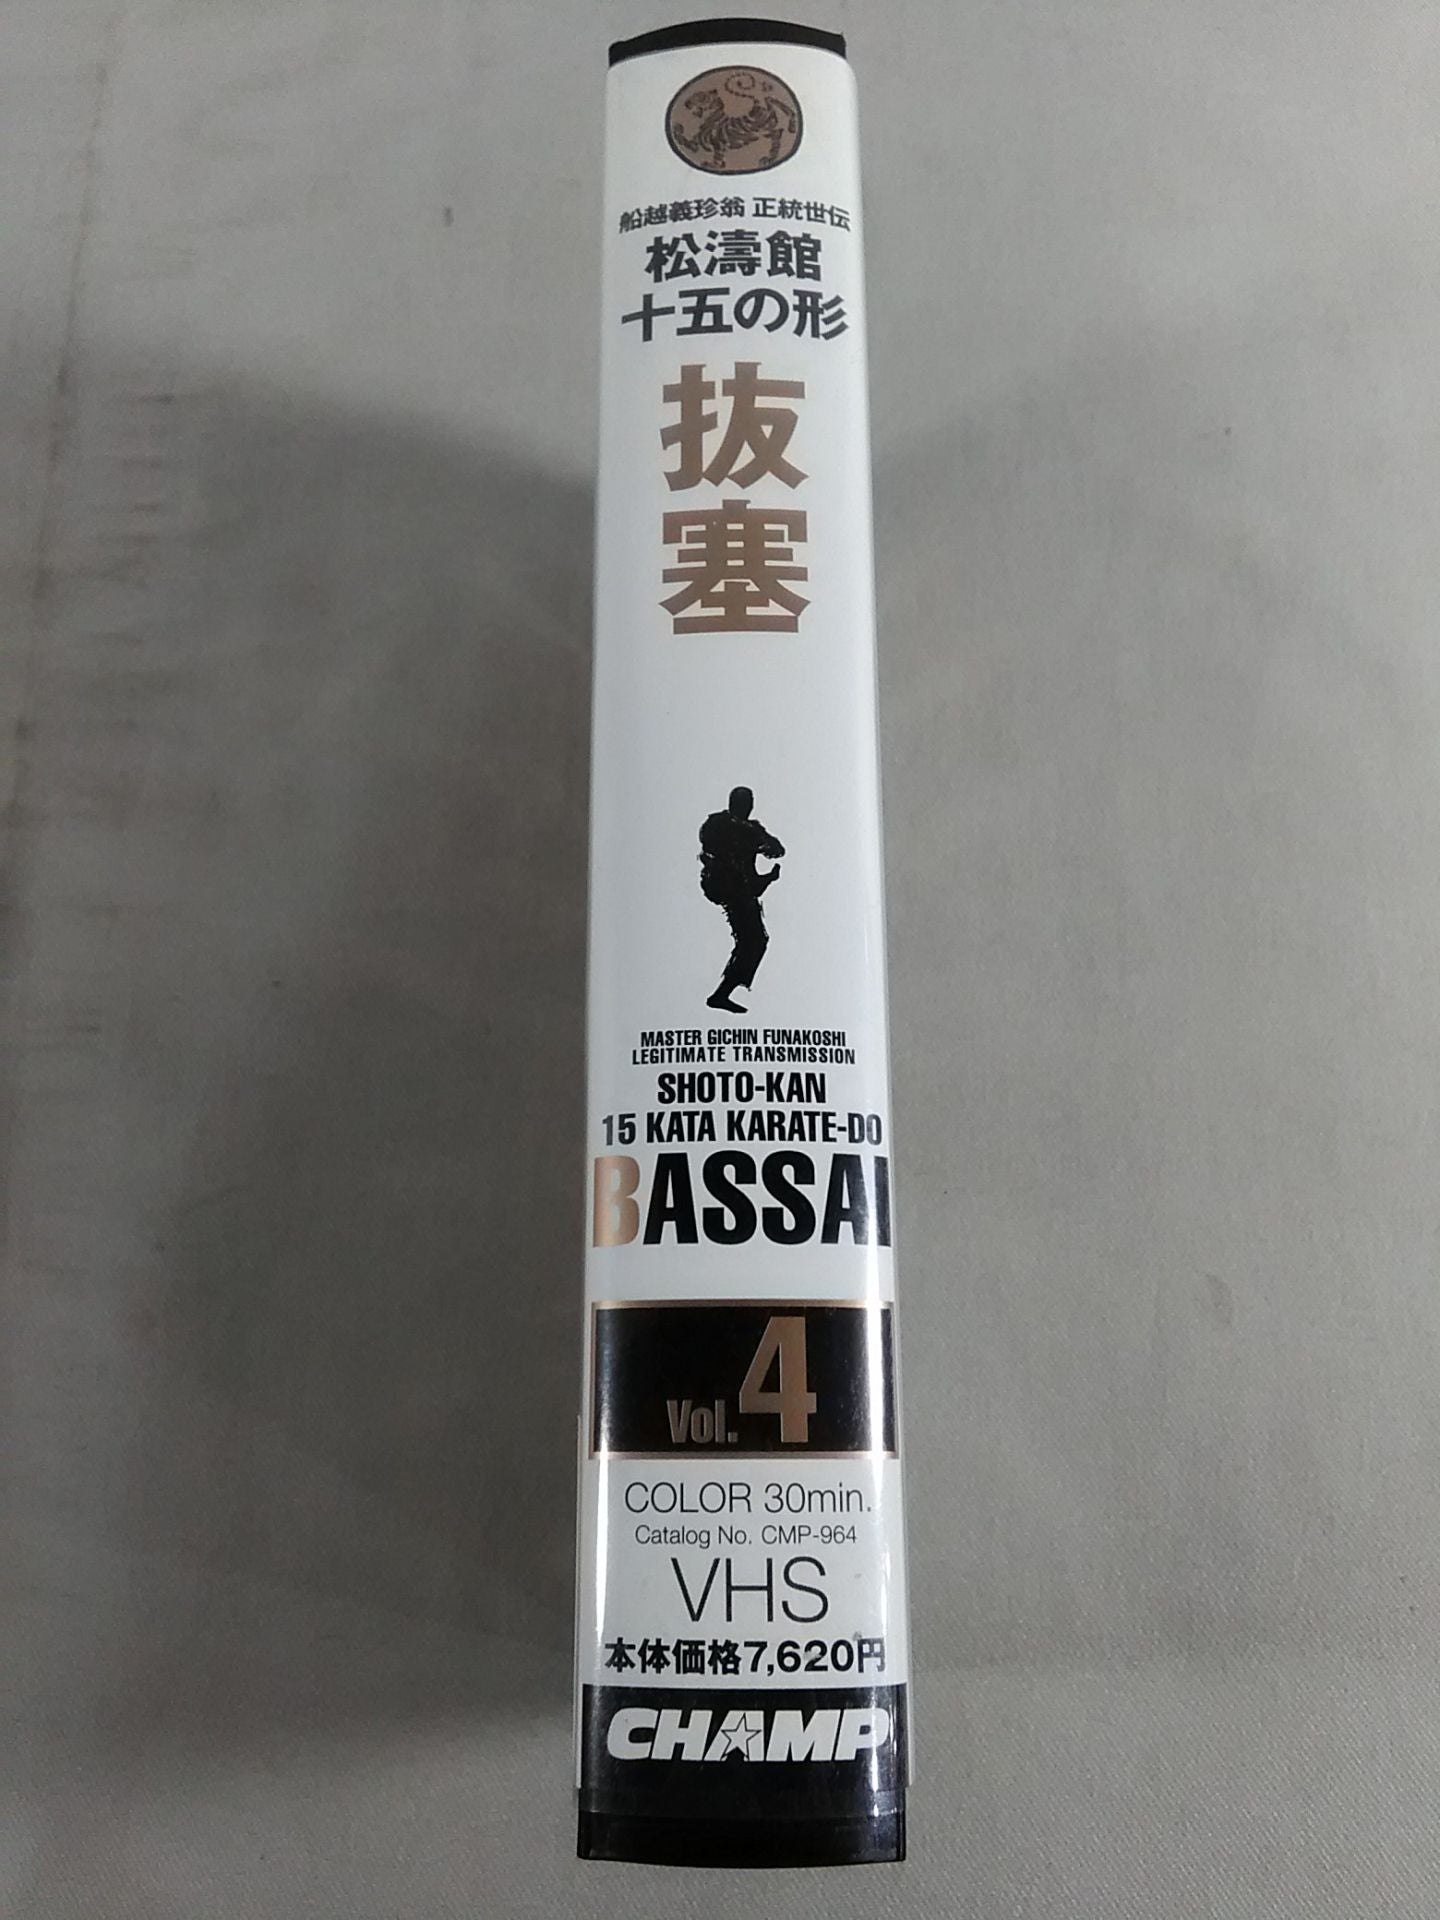 船越義珍翁 正統世伝
松濤館
十五の形
抜
塞
MASTER GICHIN FUNAKOSHI
LEGITIMATE TRANSMISSION
SHOTO-KAN
15 KATA KARATE-DO
BASSAI
Vol.4
COLOR 30min.
Catalog No. CMP-964
VHS
本体価格7,620円
CHAMP